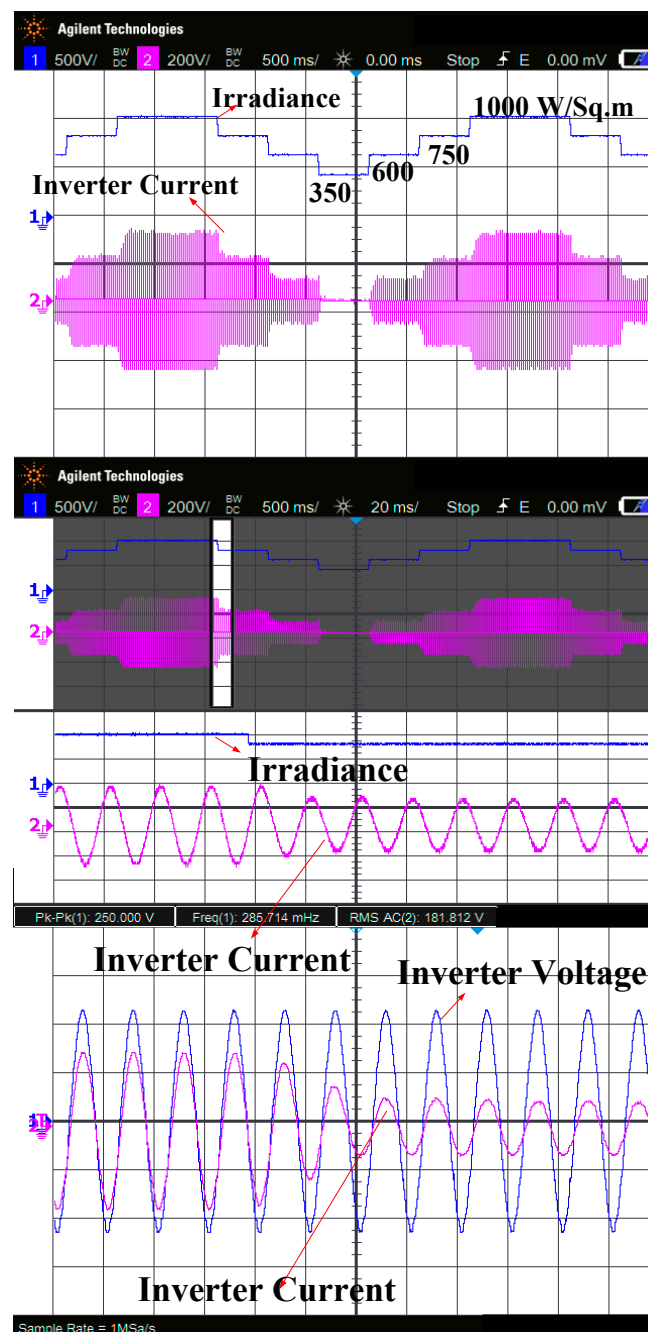 Agilent Technologies
1 500V/ BW DC 2 200V/ BW DC 500 ms/ 0.00 ms Stop E 0.00 mV
Irradiance
1000 W/Sq.m
750
600
350
Inverter Current
1
2
Agilent Technologies
1 500V/ BW DC 2 200V/ BW DC 500 ms/ 20 ms/ Stop E 0.00 mV
1
2
Irradiance
1
2
Pk-Pk(1): 250.000 V Freq(1): 285.714 mHz RMS AC(2): 181.812 V
Inverter Current
Inverter Voltage
Inverter Current
Sample Rate = 1MSa/s